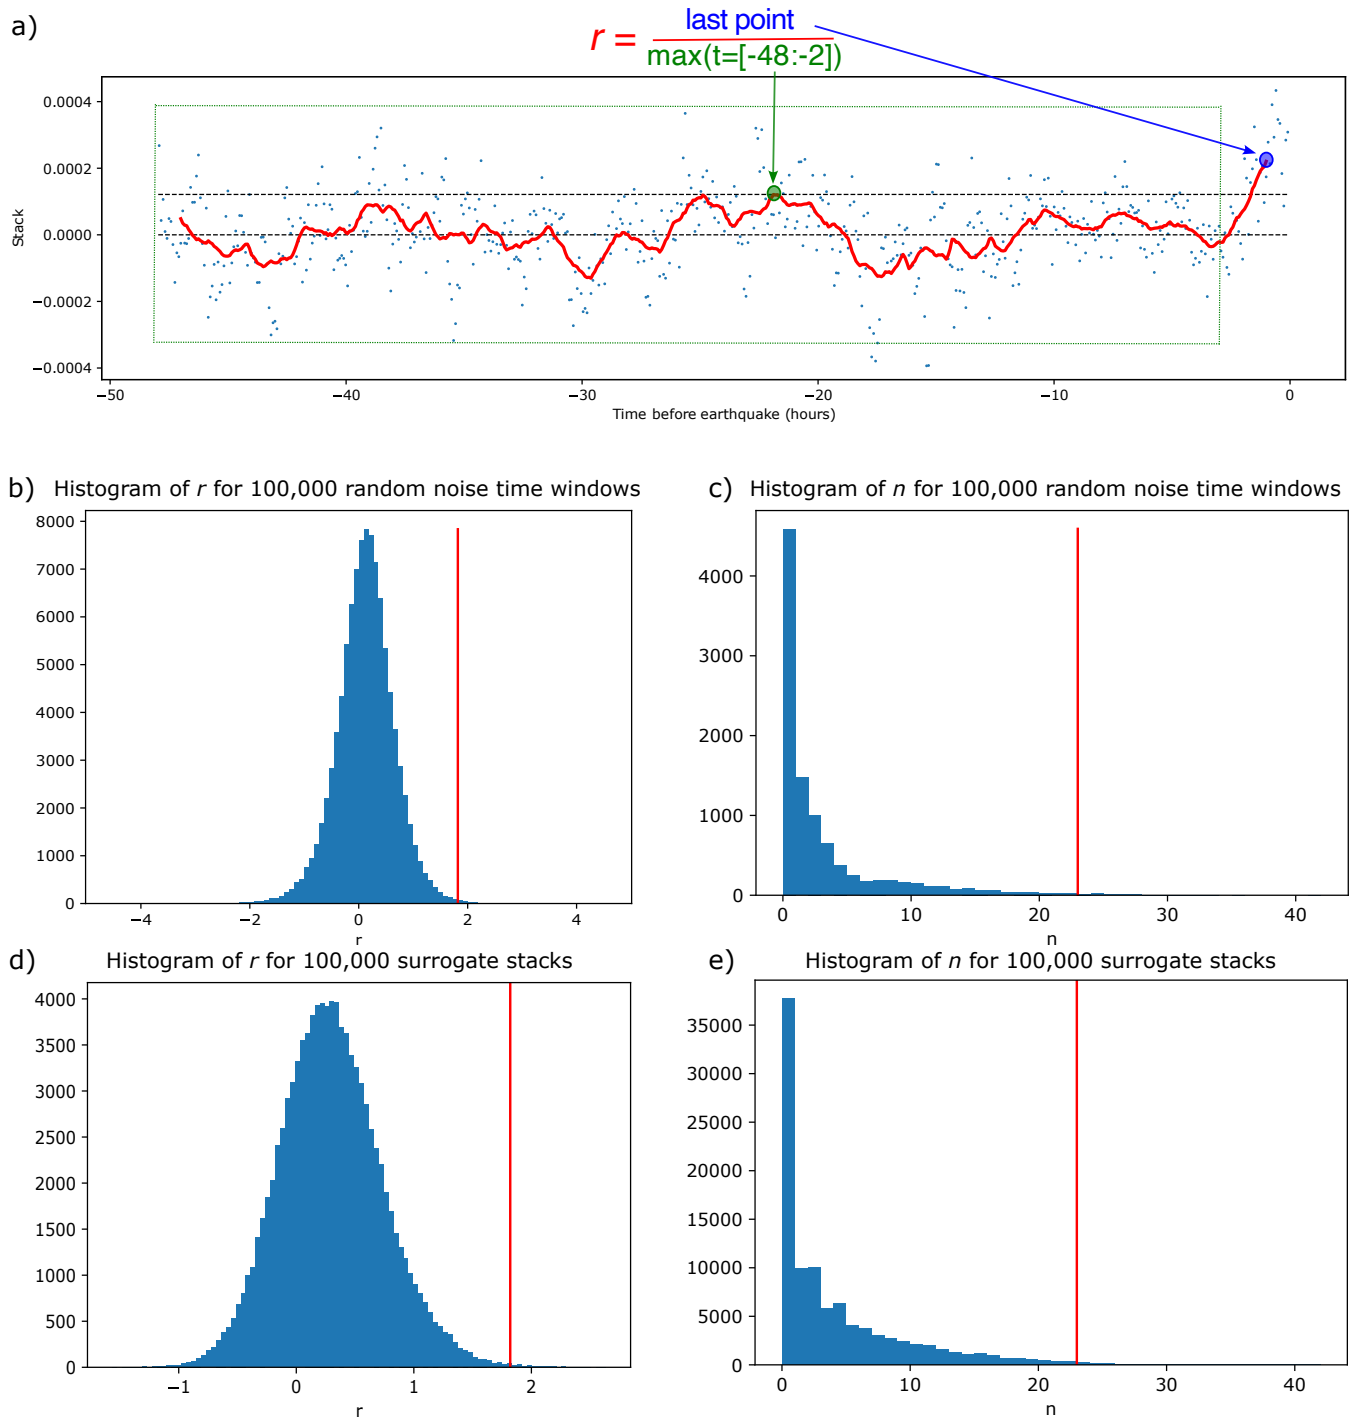 a)
r = last point
max(t=[-48:-2])
0.0004
0.0002
0.0000
−0.0002
−0.0004
Stack
−50 −40 −30 −20 −10 0
Time before earthquake (hours)
b) Histogram of r for 100,000 random noise time windows
8000
7000
6000
5000
4000
3000
2000
1000
0
−4 −2 0 2 4
r
c) Histogram of n for 100,000 random noise time windows
4000
3000
2000
1000
0
0 10 20 30 40
n
d) Histogram of r for 100,000 surrogate stacks
4000
3500
3000
2500
2000
1500
1000
500
0
−1 0 1 2
r
e) Histogram of n for 100,000 surrogate stacks
35000
30000
25000
20000
15000
10000
5000
0
0 10 20 30 40
n